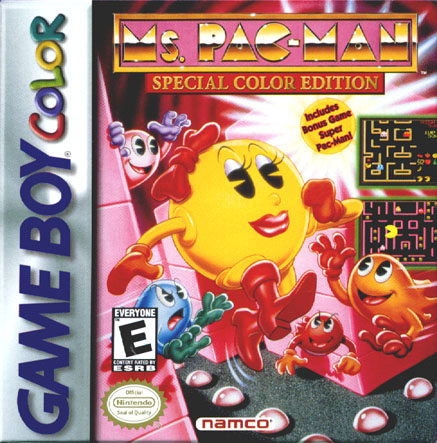 GAME BOY COLOR
Ms. PAC-MAN
TM
SPECIAL COLOR EDITION
Includes
Bonus Game
Super
Pac-Man!
EVERYONE
E
CONTENT RATED BY
ESRB
Official
Nintendo
Seal of Quality
namco